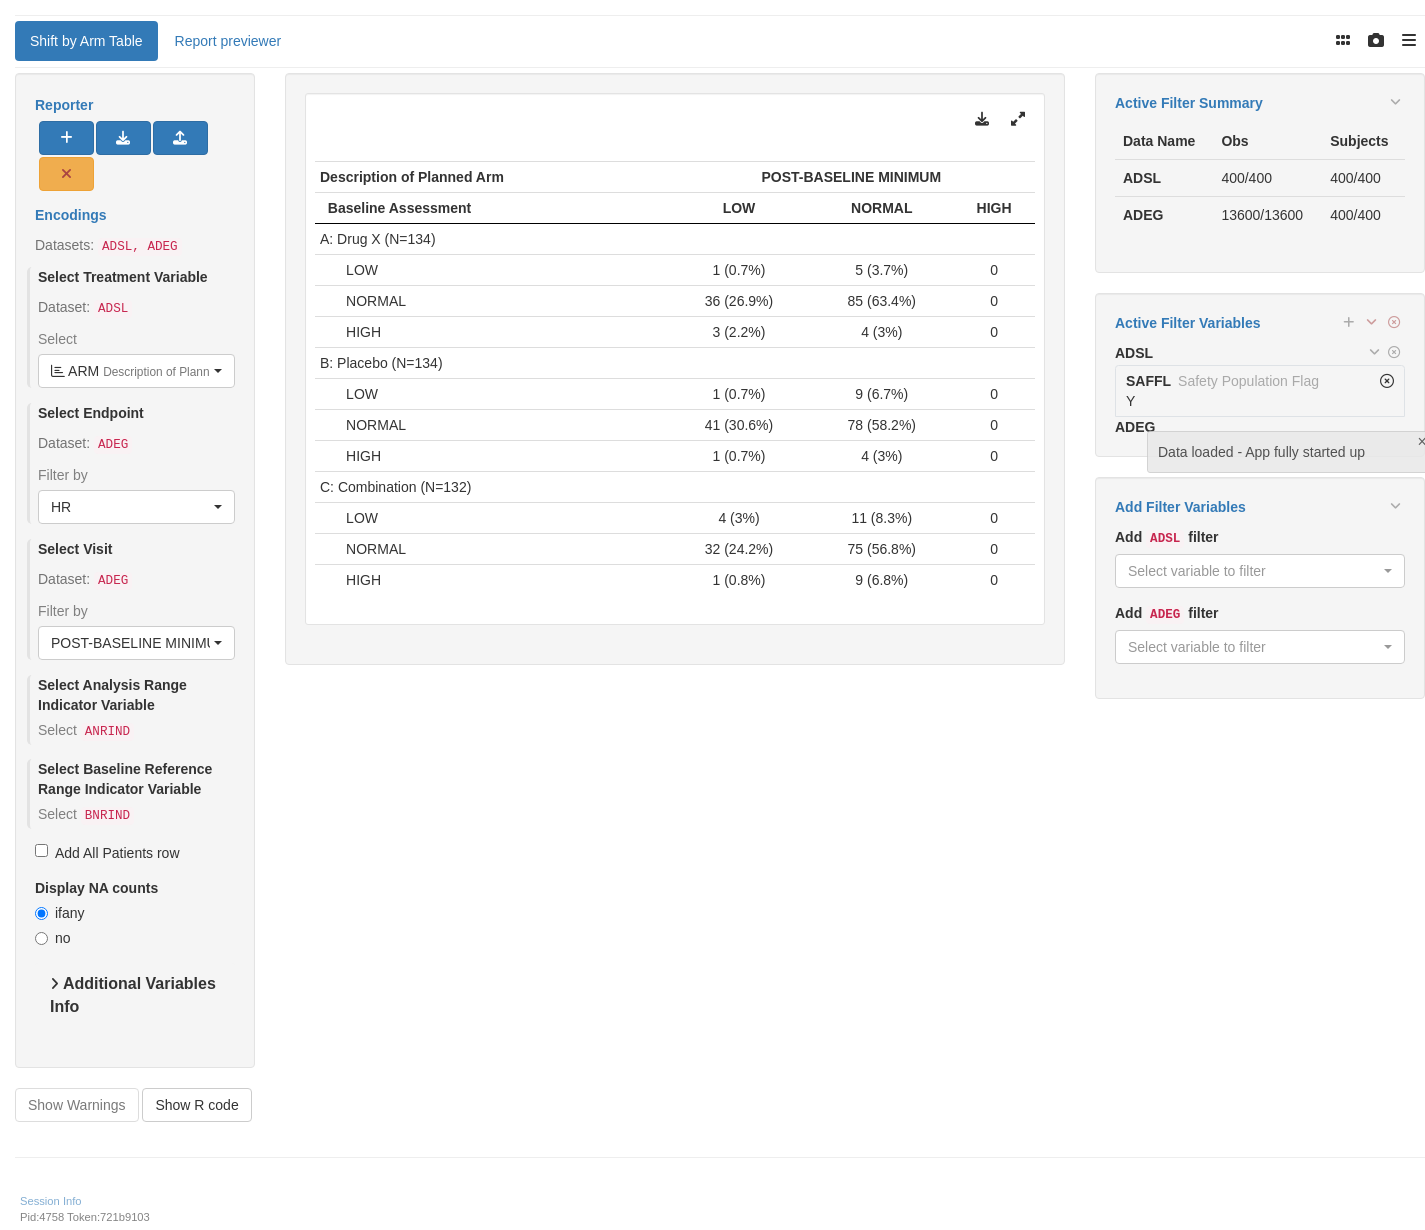 Shift by Arm Table
Report previewer
Reporter
Encodings
Datasets: ADSL, ADEG
Select Treatment Variable
Dataset: ADSL
Select
ARM Description of Plann
Select Endpoint
Dataset: ADEG
Filter by
HR
Select Visit
Dataset: ADEG
Filter by
POST-BASELINE MINIMU
Select Analysis Range
Indicator Variable
Select ANRIND
Select Baseline Reference
Range Indicator Variable
Select BNRIND
Add All Patients row
Display NA counts
ifany
no
Additional Variables
Info
Show Warnings
Show R code
Description of Planned Arm POST-BASELINE MINIMUM
Baseline Assessment LOW NORMAL HIGH
A: Drug X (N=134)
LOW 1 (0.7%) 5 (3.7%) 0
NORMAL 36 (26.9%) 85 (63.4%) 0
HIGH 3 (2.2%) 4 (3%) 0
B: Placebo (N=134)
LOW 1 (0.7%) 9 (6.7%) 0
NORMAL 41 (30.6%) 78 (58.2%) 0
HIGH 1 (0.7%) 4 (3%) 0
C: Combination (N=132)
LOW 4 (3%) 11 (8.3%) 0
NORMAL 32 (24.2%) 75 (56.8%) 0
HIGH 1 (0.8%) 9 (6.8%) 0
Active Filter Summary
Data Name Obs Subjects
ADSL 400/400 400/400
ADEG 13600/13600 400/400
Active Filter Variables
ADSL
SAFFL Safety Population Flag
Y
ADEG
Data loaded - App fully started up
Add Filter Variables
Add ADSL filter
Select variable to filter
Add ADEG filter
Select variable to filter
Session Info
Pid:4758 Token:721b9103